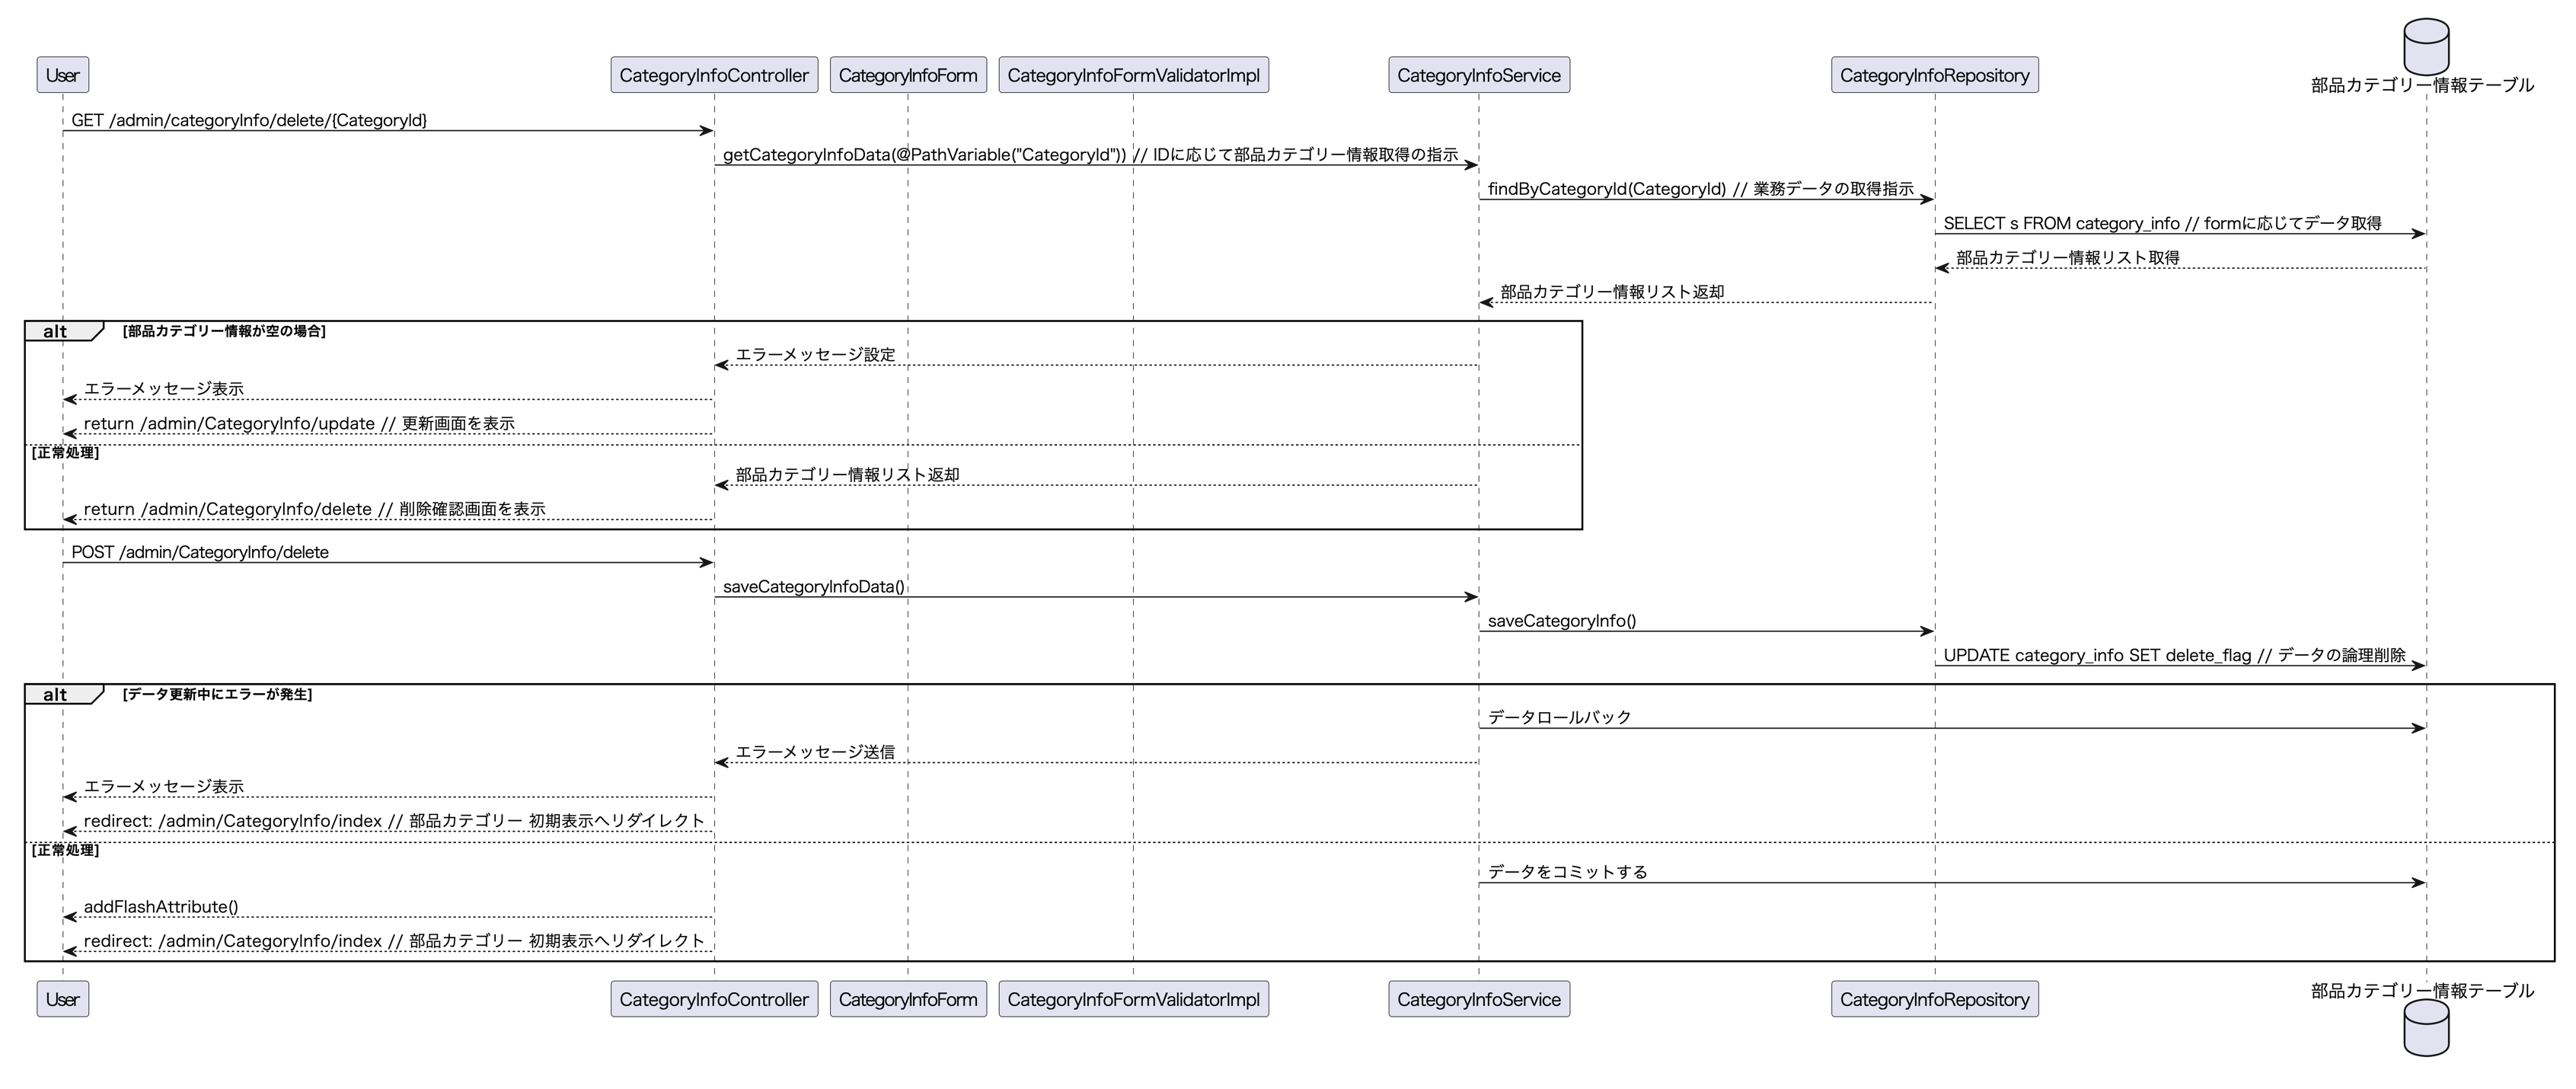 User
CategoryInfoController
CategoryInfoForm
CategoryInfoFormValidatorImpl
CategoryInfoService
CategoryInfoRepository
部品カテゴリー情報テーブル
GET /admin/categoryInfo/delete/{CategoryId}
getCategoryInfoData(@PathVariable("CategoryId")) // IDに応じて部品カテゴリー情報取得の指示
findByCategoryId(CategoryId) // 業務データの取得指示
SELECT s FROM category_info // formに応じてデータ取得
部品カテゴリー情報リスト取得
部品カテゴリー情報リスト返却
alt [部品カテゴリー情報が空の場合]
エラーメッセージ設定
エラーメッセージ表示
return /admin/CategoryInfo/update // 更新画面を表示
[正常処理]
部品カテゴリー情報リスト返却
return /admin/CategoryInfo/delete // 削除確認画面を表示
POST /admin/CategoryInfo/delete
saveCategoryInfoData()
saveCategoryInfo()
UPDATE category_info SET delete_flag // データの論理削除
alt [データ更新中にエラーが発生]
データロールバック
エラーメッセージ送信
エラーメッセージ表示
redirect: /admin/CategoryInfo/index // 部品カテゴリー 初期表示へリダイレクト
[正常処理]
データをコミットする
addFlashAttribute()
redirect: /admin/CategoryInfo/index // 部品カテゴリー 初期表示へリダイレクト
User
CategoryInfoController
CategoryInfoForm
CategoryInfoFormValidatorImpl
CategoryInfoService
CategoryInfoRepository
部品カテゴリー情報テーブル